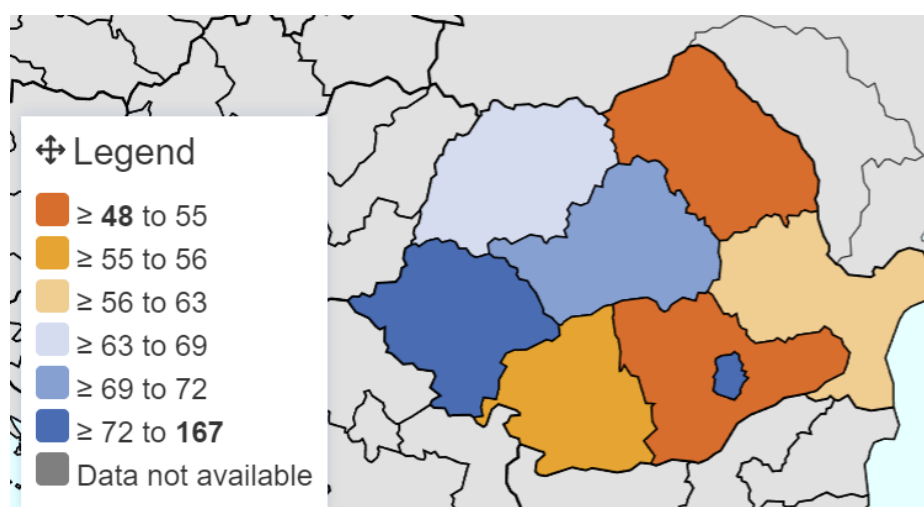 Legend
≥ 48 to 55
≥ 55 to 56
≥ 56 to 63
≥ 63 to 69
≥ 69 to 72
≥ 72 to 167
Data not available